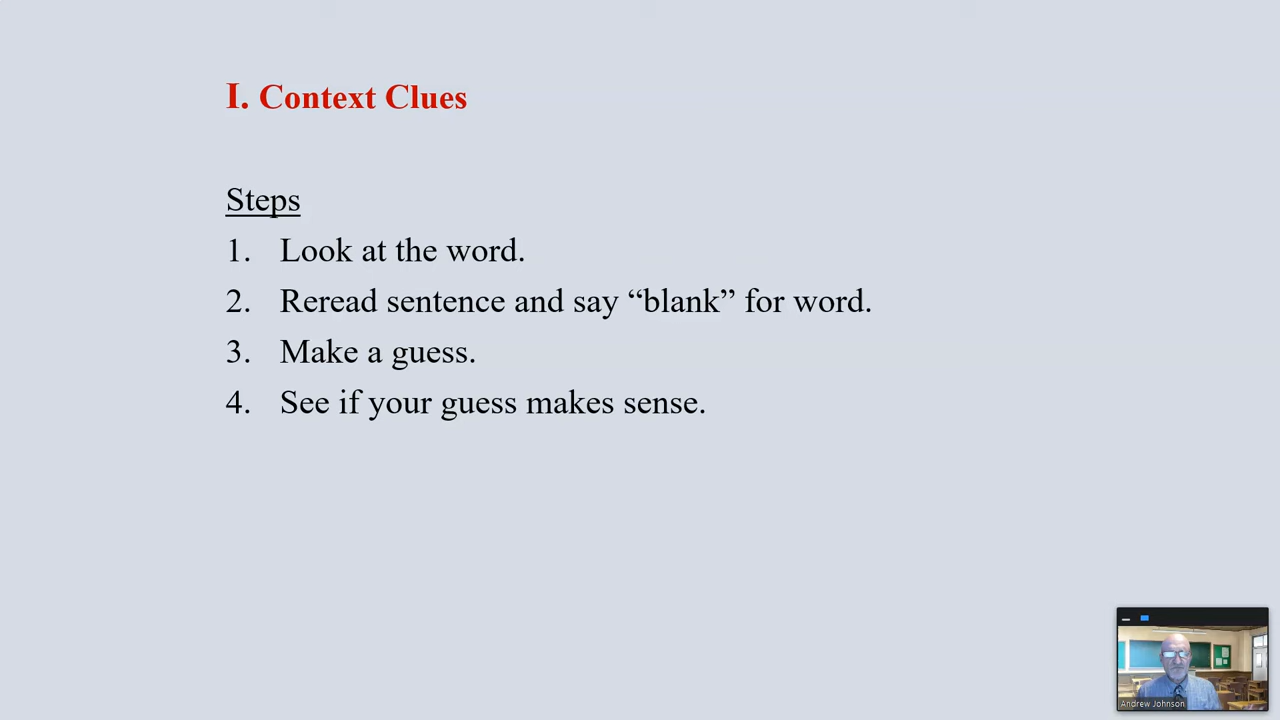 I. Context Clues
Steps
1. Look at the word.
2. Reread sentence and say “blank” for word.
3. Make a guess.
4. See if your guess makes sense.
Andrew Johnson